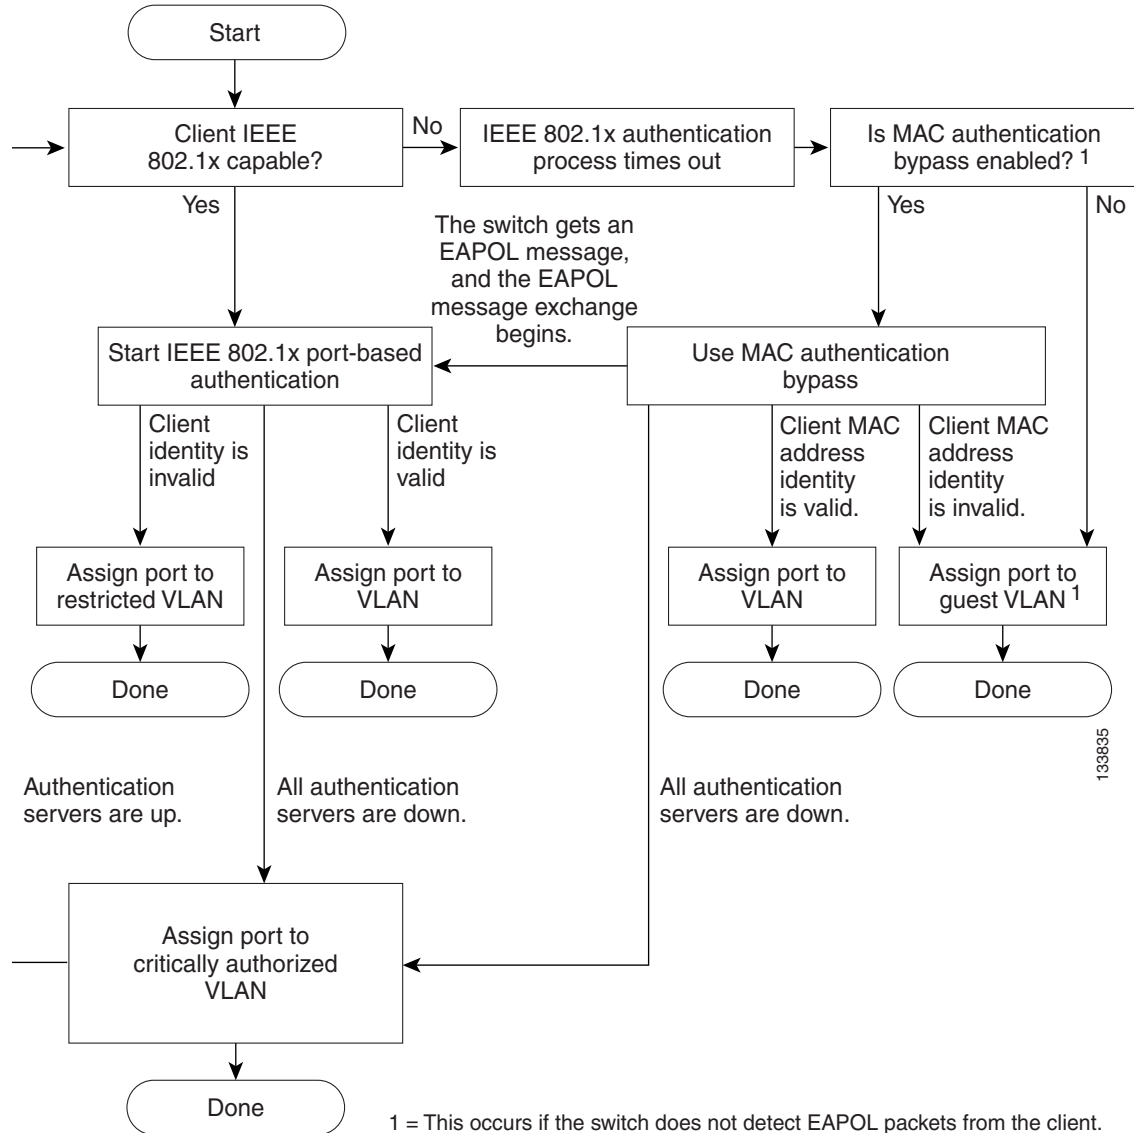 Start
Client IEEE
802.1x capable?
No
IEEE 802.1x authentication
process times out
Is MAC authentication
bypass enabled? 1
Yes
Yes
No
The switch gets an
EAPOL message,
and the EAPOL
message exchange
begins.
Start IEEE 802.1x port-based
authentication
Use MAC authentication
bypass
Client
identity is
invalid
Client
identity is
valid
Client MAC
address
identity
is valid.
Client MAC
address
identity
is invalid.
Assign port to
restricted VLAN
Assign port to
VLAN
Assign port to
VLAN
Assign port to
guest VLAN 1
Done
Done
Done
Done
133835
Authentication
servers are up.
All authentication
servers are down.
All authentication
servers are down.
Assign port to
critically authorized
VLAN
Done
1 = This occurs if the switch does not detect EAPOL packets from the client.